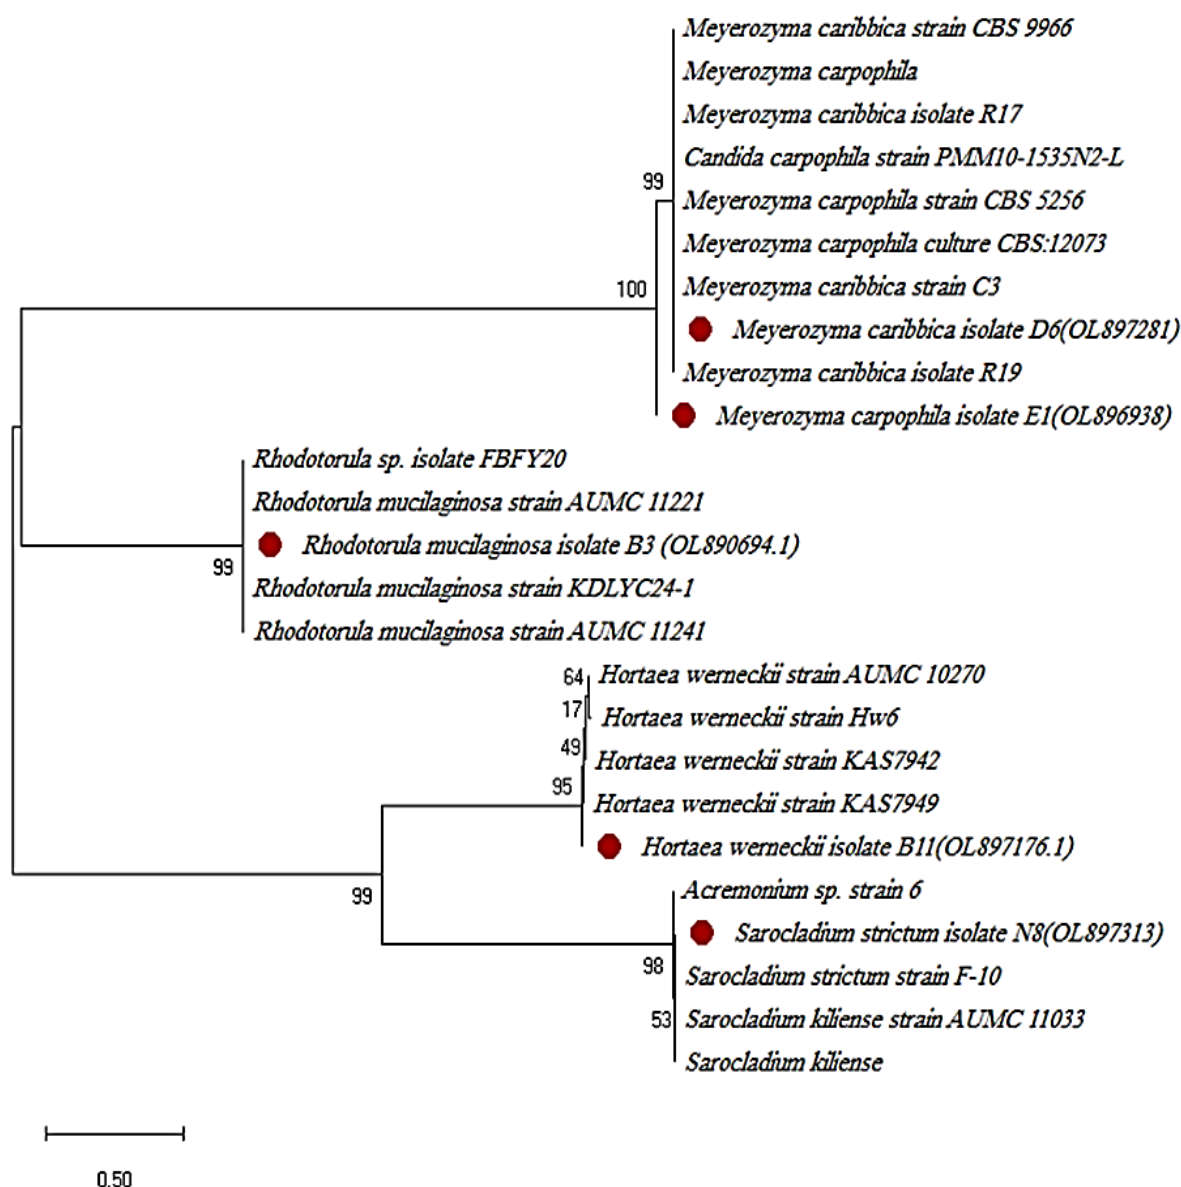 Meyerozyma caribbica strain CBS 9966
Meyerozyma carpophila
Meyerozyma caribbica isolate R17
Candida carpophila strain PMM10-1535N2-L
99
Meyerozyma carpophila strain CBS 5256
Meyerozyma carpophila culture CBS:12073
Meyerozyma caribbica strain C3
100
Meyerozyma caribbica isolate D6(OL897281)
Meyerozyma caribbica isolate R19
Meyerozyma carpophila isolate E1(OL896938)
Rhodotorula sp. isolate FBFY20
Rhodotorula mucilaginosa strain AUMC 11221
Rhodotorula mucilaginosa isolate B3 (OL890694.1)
99
Rhodotorula mucilaginosa strain KDLYC24-1
Rhodotorula mucilaginosa strain AUMC 11241
64
Hortaea werneckii strain AUMC 10270
17
Hortaea werneckii strain Hw6
49
Hortaea werneckii strain KAS7942
95
Hortaea werneckii strain KAS7949
Hortaea werneckii isolate B11(OL897176.1)
99
Acremonium sp. strain 6
Sarocladium strictum isolate N8(OL897313)
98
Sarocladium strictum strain F-10
53
Sarocladium kiliense strain AUMC 11033
Sarocladium kiliense
0.50